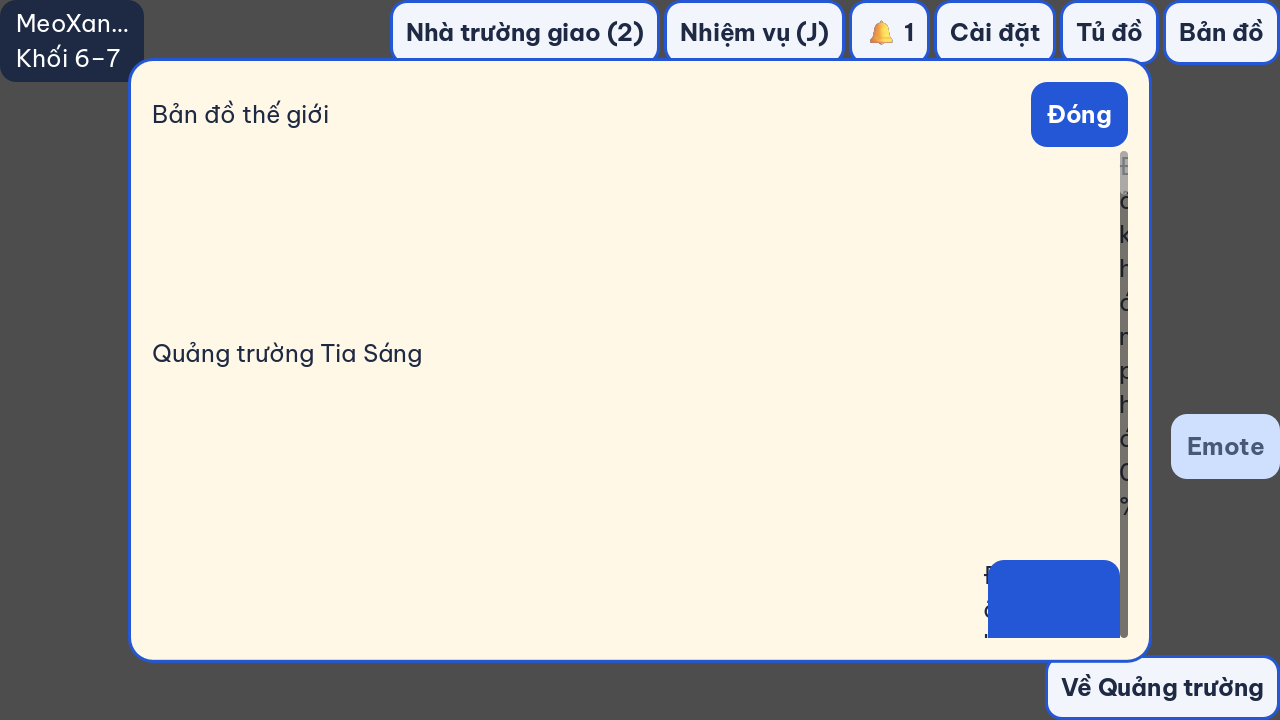 MeoXan...
Khối 6–7
Nhà trường giao (2)
Nhiệm vụ (J)
🔔 1
Cài đặt
Tủ đồ
Bản đồ
Bản đồ thế giới
Đóng
Quảng trường Tia Sáng
Emote
Về Quảng trường